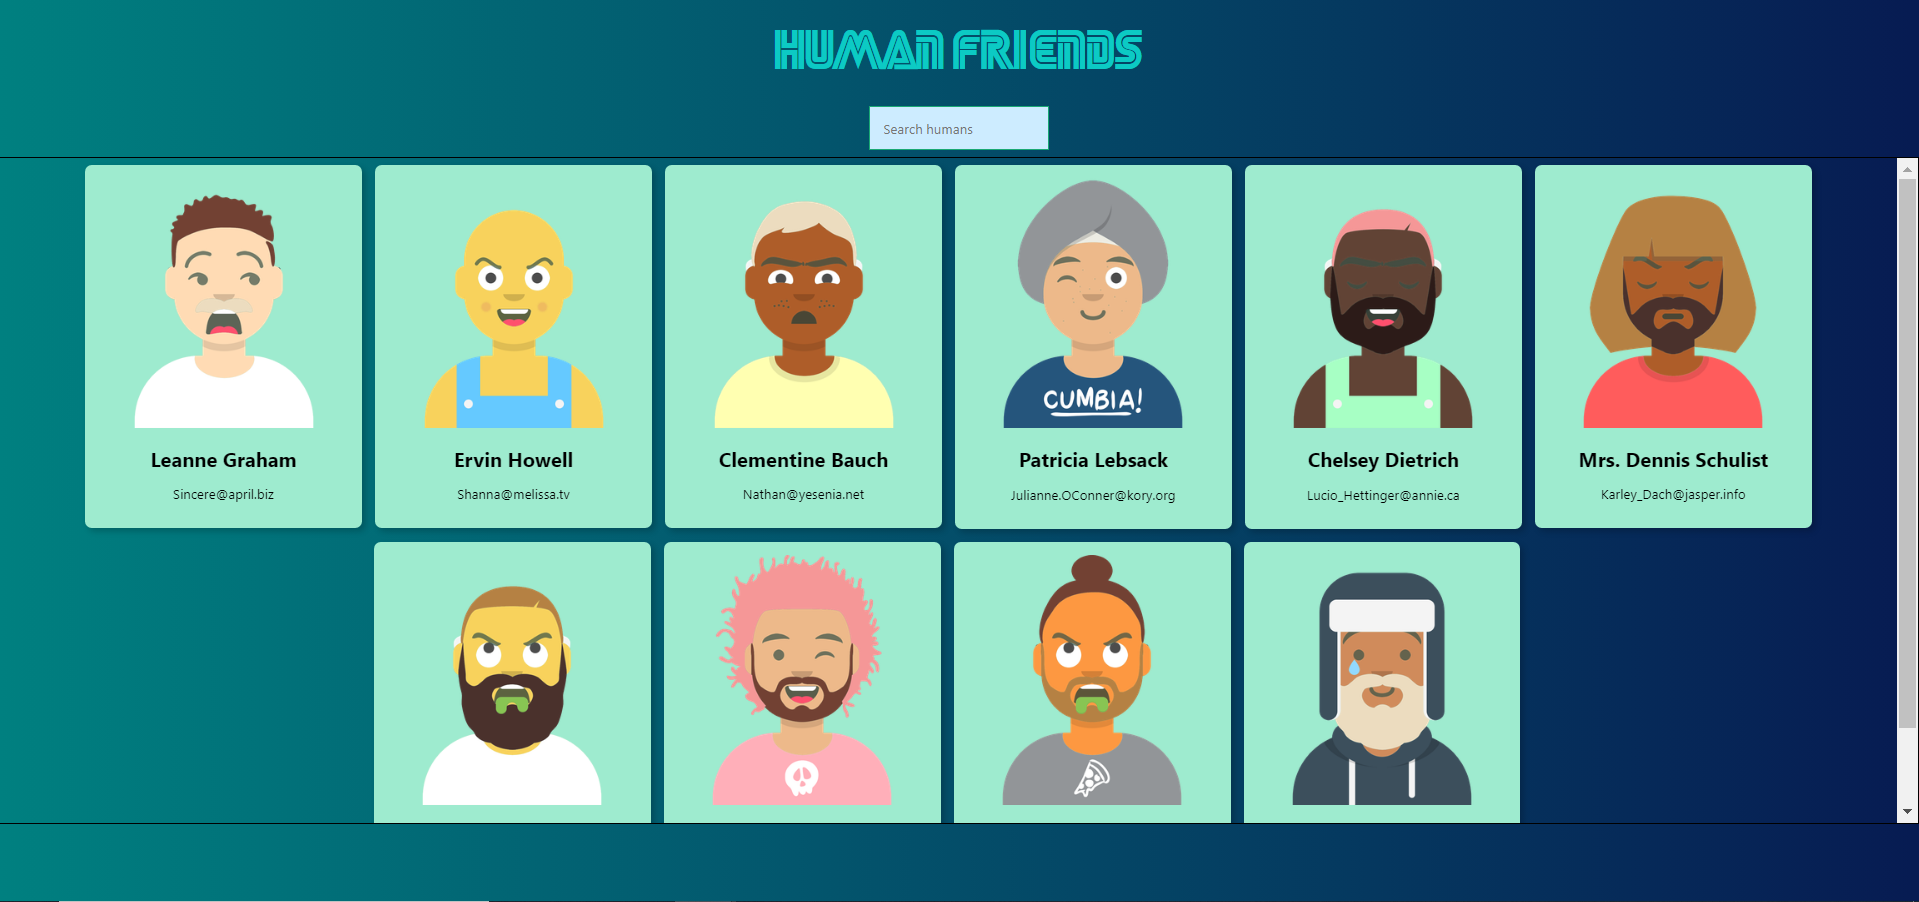 HUMAN FRIENDS
Search humans
CUMBIA!
Leanne Graham
Ervin Howell
Clementine Bauch
Patricia Lebsack
Chelsey Dietrich
Mrs. Dennis Schulist
Sincere@april.biz
Shanna@melissa.tv
Nathan@yesenia.net
Julianne.OConner@kory.org
Lucio_Hettinger@annie.ca
Karley_Dach@jasper.info